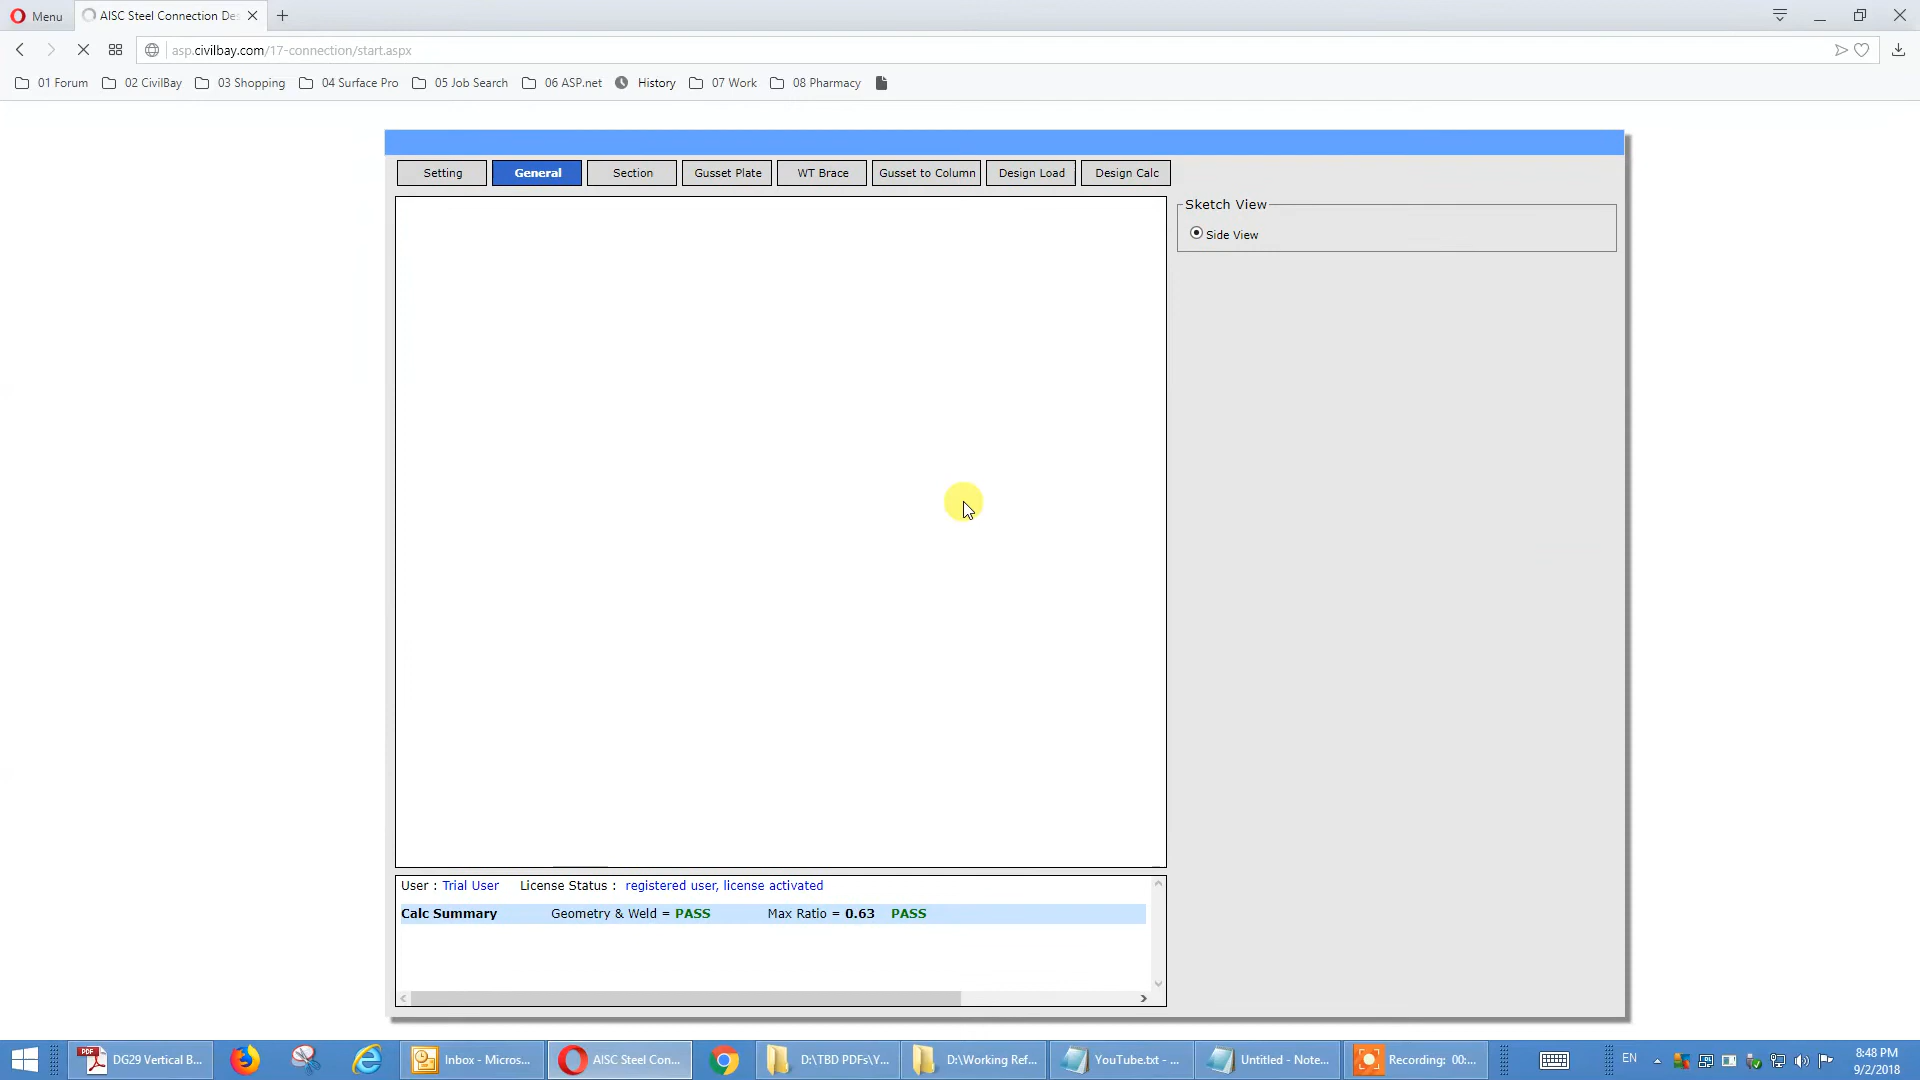 Menu
AISC Steel Connection De
asp.civilbay.com/17-connection/start.aspx
01 Forum 02 CivilBay 03 Shopping 04 Surface Pro 05 Job Search 06 ASP.net History 07 Work 08 Pharmacy
Setting General Section Gusset Plate WT Brace Gusset to Column Design Load Design Calc
Sketch View
Side View
User : Trial User License Status : registered user, license activated
Calc Summary Geometry & Weld = PASS Max Ratio = 0.63 PASS
PDF DG29 Vertical B... Inbox - Micros... AISC Steel Con... D:\TBD PDFs\Y... D:\Working Ref... YouTube.txt - ... Untitled - Note... Recording: 00:... EN 8:48 PM
9/2/2018